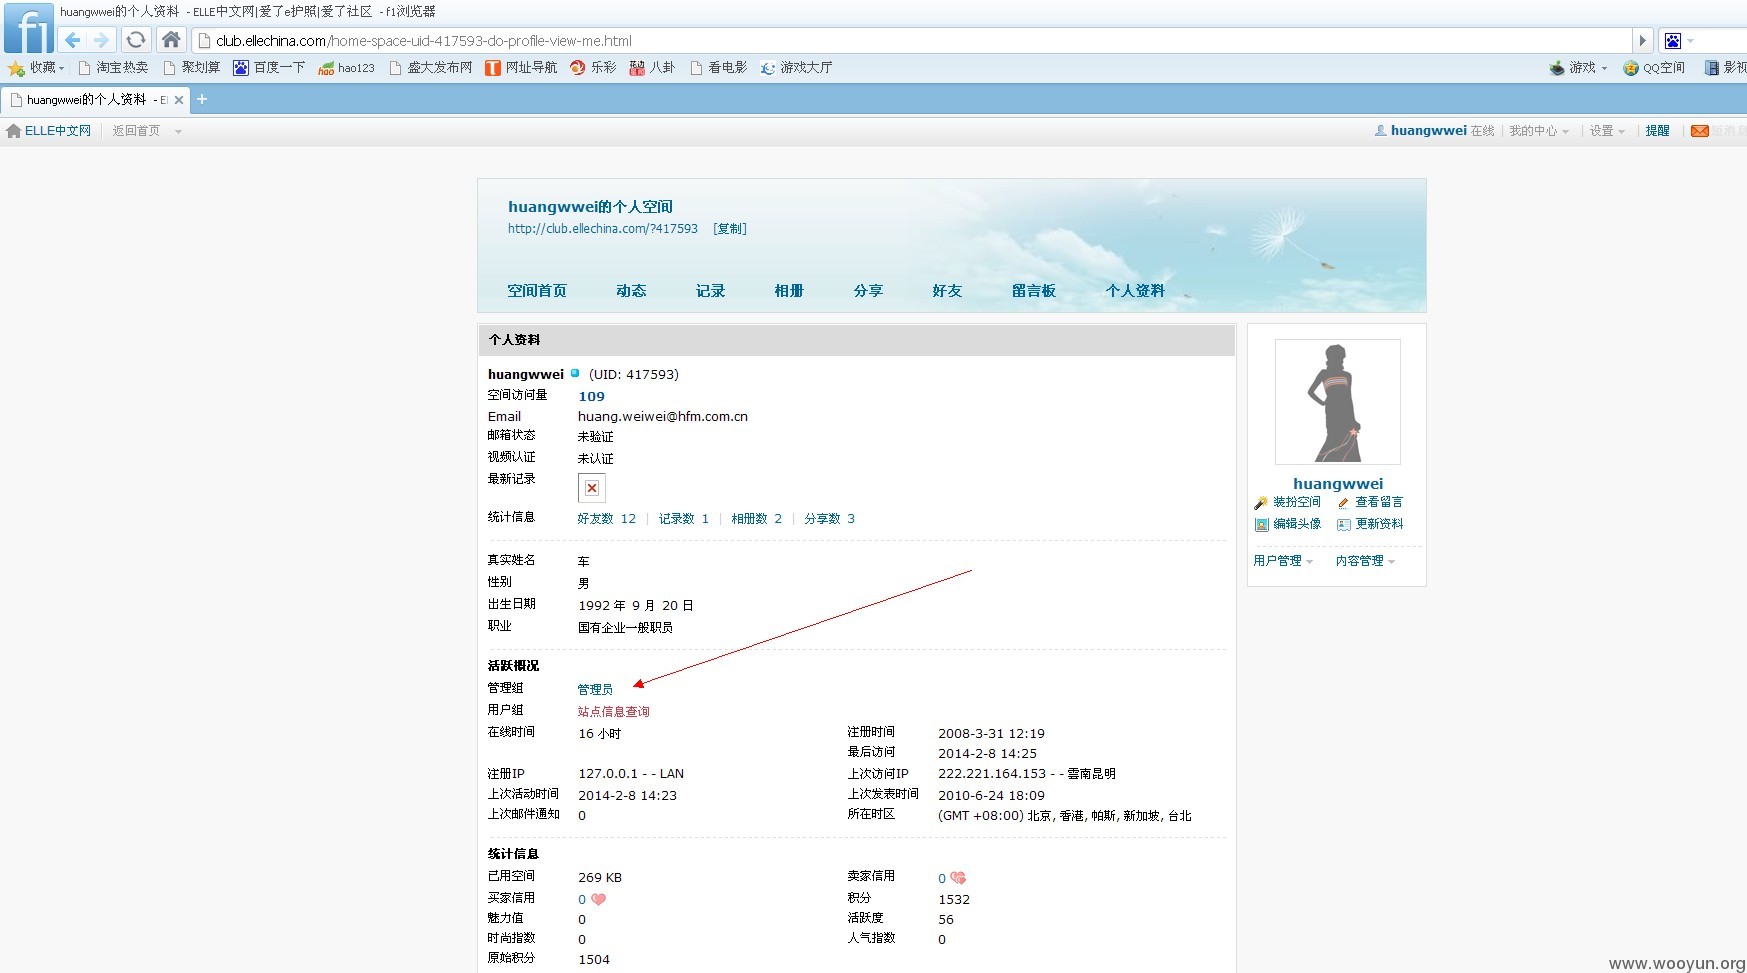 huangwwei的个人资料 - ELLE中文网|爱了e护照|爱了社区 - f1浏览器
f1
club.ellechina.com/home-space-uid-417593-do-profile-view-me.html
收藏 淘宝热卖 聚划算 百度一下 hao123 盛大发布网 网址导航 乐彩 八卦 看电影 游戏大厅 游戏 QQ空间 影视
huangwwei的个人资料 - El
ELLE中文网 返回首页 huangwwei 在线 我的中心 设置 提醒
huangwwei的个人空间
http://club.ellechina.com/?417593 [复制]
空间首页 动态 记录 相册 分享 好友 留言板 个人资料
个人资料
huangwwei (UID: 417593)
空间访问量 109
Email huang.weiwei@hfm.com.cn
邮箱状态 未验证
视频认证 未认证
最新记录
统计信息 好友数 12 | 记录数 1 | 相册数 2 | 分享数 3
真实姓名 车
性别 男
出生日期 1992 年 9 月 20 日
职业 国有企业一般职员
活跃概况
管理组 管理员
用户组 站点信息查询
在线时间 16 小时 注册时间 2008-3-31 12:19
最后访问 2014-2-8 14:25
注册IP 127.0.0.1 - - LAN 上次访问IP 222.221.164.153 - - 雲南昆明
上次活动时间 2014-2-8 14:23 上次发表时间 2010-6-24 18:09
上次邮件通知 0 所在时区 (GMT +08:00) 北京, 香港, 帕斯, 新加坡, 台北
统计信息
已用空间 269 KB 卖家信用 0
买家信用 0 积分 1532
魅力值 0 活跃度 56
时尚指数 0 人气指数 0
原始积分 1504
huangwwei
装扮空间 查看留言
编辑头像 更新资料
用户管理 内容管理
www.wooyun.org